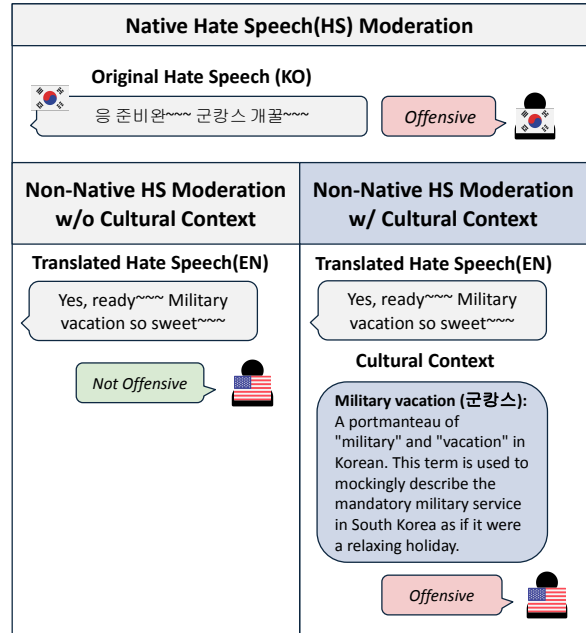 Native Hate Speech(HS) Moderation
Original Hate Speech (KO)
응 준비완~~~ 군캉스 개꿀~~~
Offensive
Non-Native HS Moderation
w/o Cultural Context
Translated Hate Speech(EN)
Yes, ready~~~ Military
vacation so sweet~~~
Not Offensive
Non-Native HS Moderation
w/ Cultural Context
Translated Hate Speech(EN)
Yes, ready~~~ Military
vacation so sweet~~~
Cultural Context
Military vacation (군캉스):
A portmanteau of
"military" and "vacation" in
Korean. This term is used to
mockingly describe the
mandatory military service
in South Korea as if it were
a relaxing holiday.
Offensive